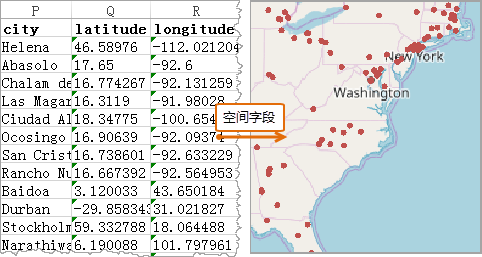 P Q R
city latitude longitude
Helena 46.58976 -112.021204
Abasolo 17.65 -92.6
Chalam de 16.774267 -92.131259
Las Magar 16.3119 -91.98028
Ciudad Al 18.34775 -100.654
Ocosingo 16.90639 -92.09374
San Crist 16.738601 -92.633229
Rancho Nu 16.667392 -92.564953
Baidoa 3.120033 43.650184
Durban -29.858343 31.021827
Stockholm 59.332788 18.064488
Narathiwa 6.190088 101.797961
空间字段
New York
Washington